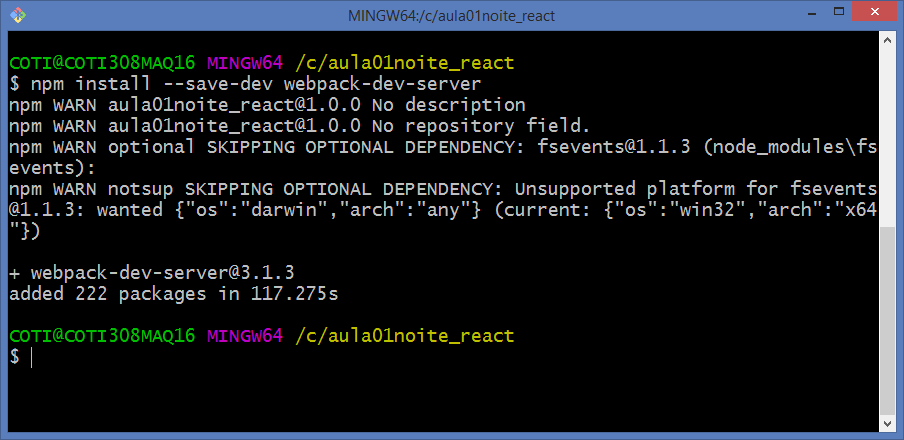 MINGW64:/c/aula01noite_react
COTI@COTI308MAQ16 MINGW64 /c/aula01noite_react
$ npm install --save-dev webpack-dev-server
npm WARN aula01noite_react@1.0.0 No description
npm WARN aula01noite_react@1.0.0 No repository field.
npm WARN optional SKIPPING OPTIONAL DEPENDENCY: fsevents@1.1.3 (node_modules\fs
events):
npm WARN notsup SKIPPING OPTIONAL DEPENDENCY: Unsupported platform for fsevents
@1.1.3: wanted {"os":"darwin","arch":"any"} (current: {"os":"win32","arch":"x64
"})
+ webpack-dev-server@3.1.3
added 222 packages in 117.275s
COTI@COTI308MAQ16 MINGW64 /c/aula01noite_react
$